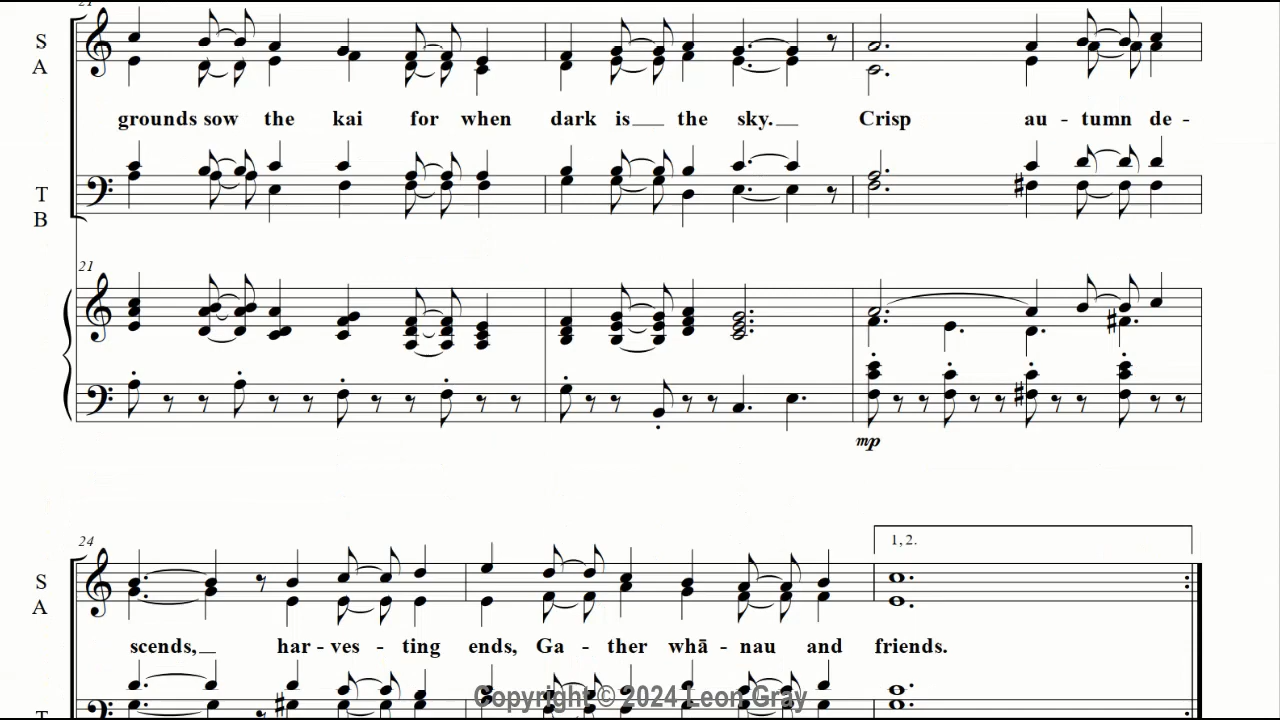 21
S
A
grounds sow the kai for when dark is the sky. Crisp au - tumn de -
T
B
21
mp
24
1, 2.
S
A
scends, har - ves - ting ends, Ga - ther whā - nau and friends.
T
Copyright © 2024 Leon Gray